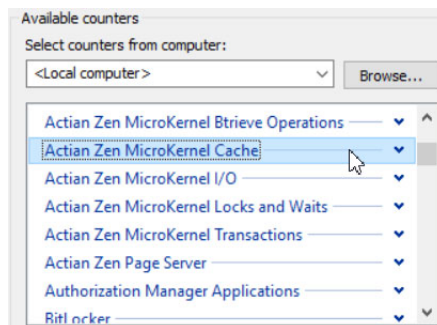 Available counters
Select counters from computer:
<Local computer>
Browse...
Actian Zen MicroKernel Btrieve Operations
Actian Zen MicroKernel Cache
Actian Zen MicroKernel I/O
Actian Zen MicroKernel Locks and Waits
Actian Zen MicroKernel Transactions
Actian Zen Page Server
Authorization Manager Applications
BitLocker